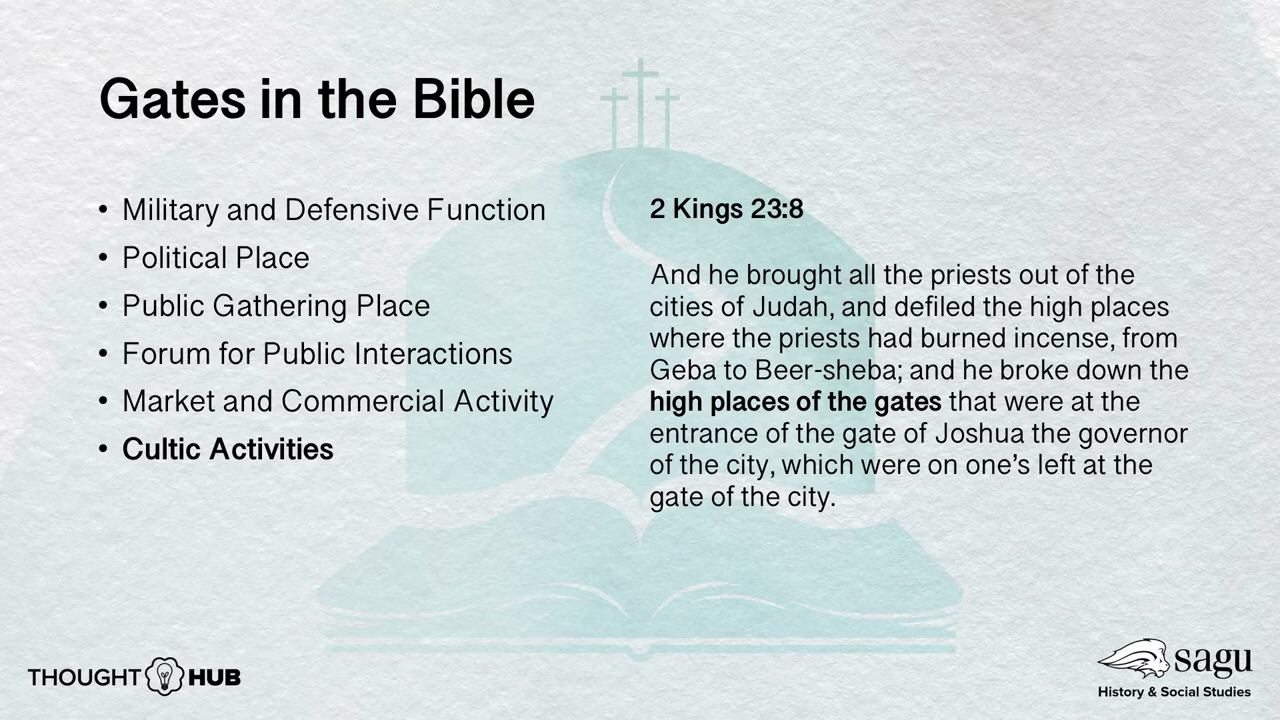 Gates in the Bible
• Military and Defensive Function
• Political Place
• Public Gathering Place
• Forum for Public Interactions
• Market and Commercial Activity
• Cultic Activities
2 Kings 23:8
And he brought all the priests out of the
cities of Judah, and defiled the high places
where the priests had burned incense, from
Geba to Beer-sheba; and he broke down the
high places of the gates that were at the
entrance of the gate of Joshua the governor
of the city, which were on one’s left at the
gate of the city.
THOUGHT HUB
sagu
History & Social Studies